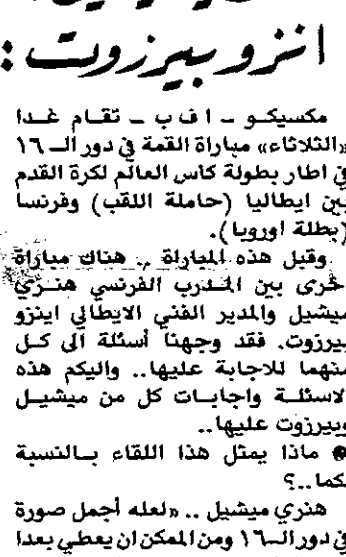 انزو بيرزوت :
مكسيكو - اف ب - تقام غدا
«الثلاثاء» مباراة القمة في دور الـ ١٦
في اطار بطولة كاس العالم لكرة القدم
بين ايطاليا (حاملة اللقب) وفرنسا
(بطلة اوروبا).
وقبل هذه المباراة .. هناك مباراة
اخرى بين المدرب الفرنسي هنري
ميشيل والمدير الفني الايطالي اينزو
بيرزوت. فقد وجهنا أسئلة الى كل
منهما للاجابة عليها.. واليكم هذه
الاسئلة واجابات كل من ميشيل
وبيرزوت عليها..
● ماذا يمثل هذا اللقاء بالنسبة
لكما..؟
هنري ميشيل .. «لعله أجمل صورة
في دور الـ١٦ ومن الممكن ان يعطي بعدا